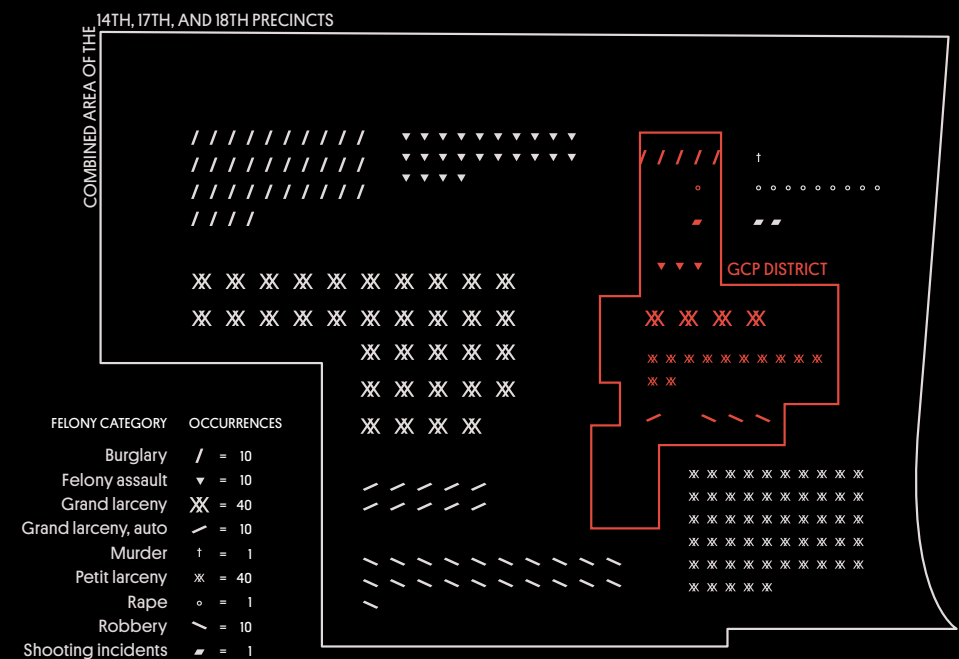 14TH, 17TH, AND 18TH PRECINCTS
COMBINED AREA OF THE
GCP DISTRICT
FELONY CATEGORY OCCURRENCES
Burglary = 10
Felony assault = 10
Grand larceny = 40
Grand larceny, auto = 10
Murder † = 1
Petit larceny = 40
Rape = 1
Robbery = 10
Shooting incidents = 1